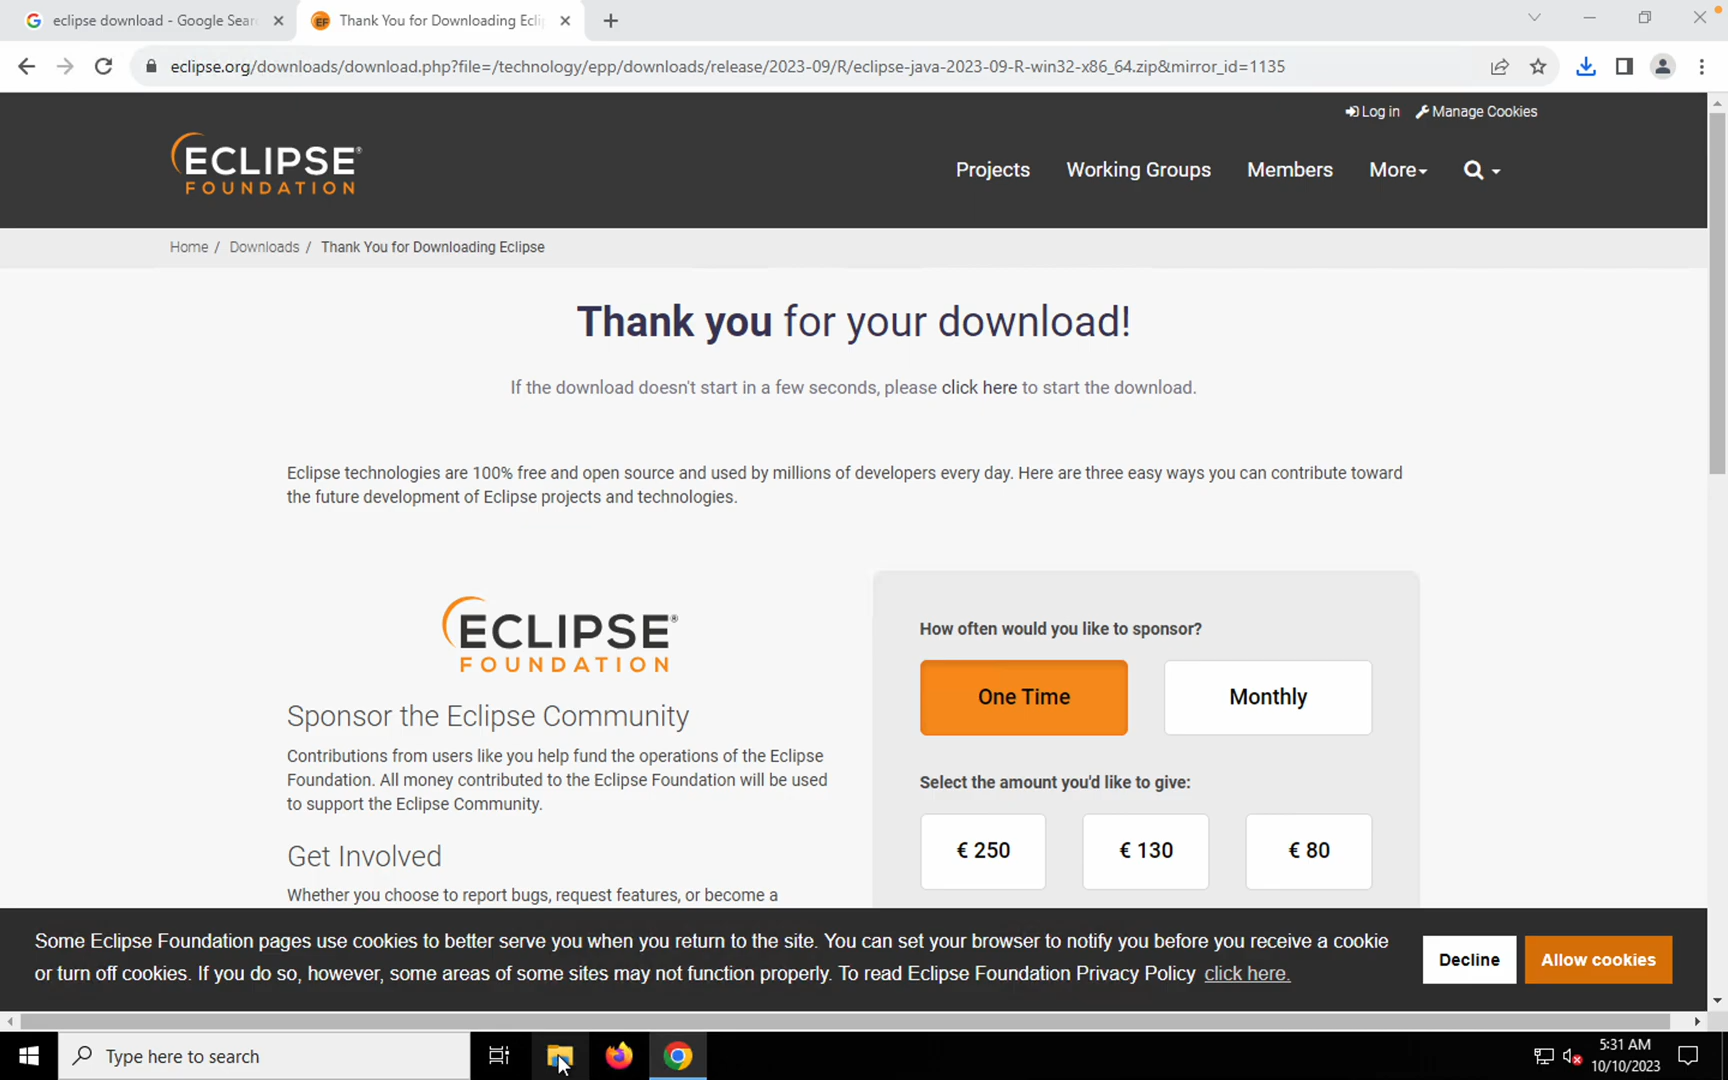 eclipse download - Google Sear
Thank You for Downloading Ecli
eclipse.org/downloads/download.php?file=/technology/epp/downloads/release/2023-09/R/eclipse-java-2023-09-R-win32-x86_64.zip&mirror_id=1135
Log in Manage Cookies
ECLIPSE®
FOUNDATION
Projects Working Groups Members More
Home / Downloads / Thank You for Downloading Eclipse
Thank you for your download!
If the download doesn't start in a few seconds, please click here to start the download.
Eclipse technologies are 100% free and open source and used by millions of developers every day. Here are three easy ways you can contribute toward
the future development of Eclipse projects and technologies.
ECLIPSE®
FOUNDATION
Sponsor the Eclipse Community
Contributions from users like you help fund the operations of the Eclipse
Foundation. All money contributed to the Eclipse Foundation will be used
to support the Eclipse Community.
Get Involved
Whether you choose to report bugs, request features, or become a
How often would you like to sponsor?
One Time Monthly
Select the amount you'd like to give:
€ 250 € 130 € 80
Some Eclipse Foundation pages use cookies to better serve you when you return to the site. You can set your browser to notify you before you receive a cookie
or turn off cookies. If you do so, however, some areas of some sites may not function properly. To read Eclipse Foundation Privacy Policy click here.
Decline Allow cookies
Type here to search
5:31 AM
10/10/2023